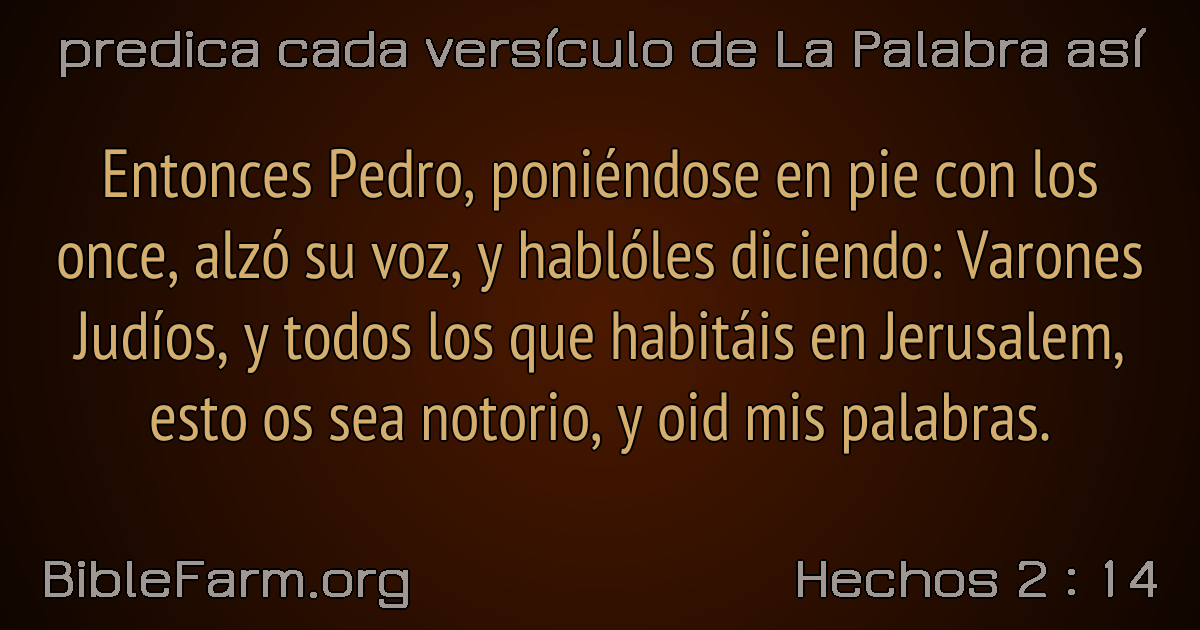 predica cada versículo de La Palabra así
Entonces Pedro, poniéndose en pie con los
once, alzó su voz, y hablóles diciendo: Varones
Judíos, y todos los que habitáis en Jerusalem,
esto os sea notorio, y oid mis palabras.
BibleFarm.org
Hechos 2 : 14